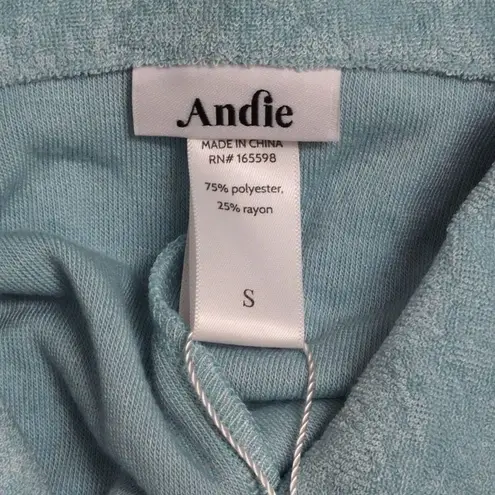 Andie
MADE IN CHINA
RN# 165598
75% polyester,
25% rayon
S